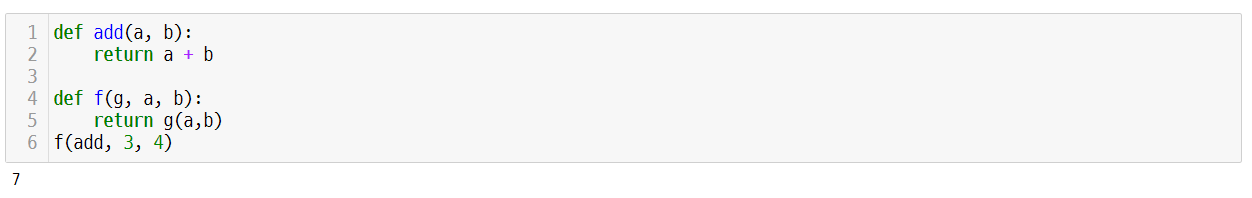 1 def add(a, b):
2     return a + b
3
4 def f(g, a, b):
5     return g(a,b)
6 f(add, 3, 4)
7